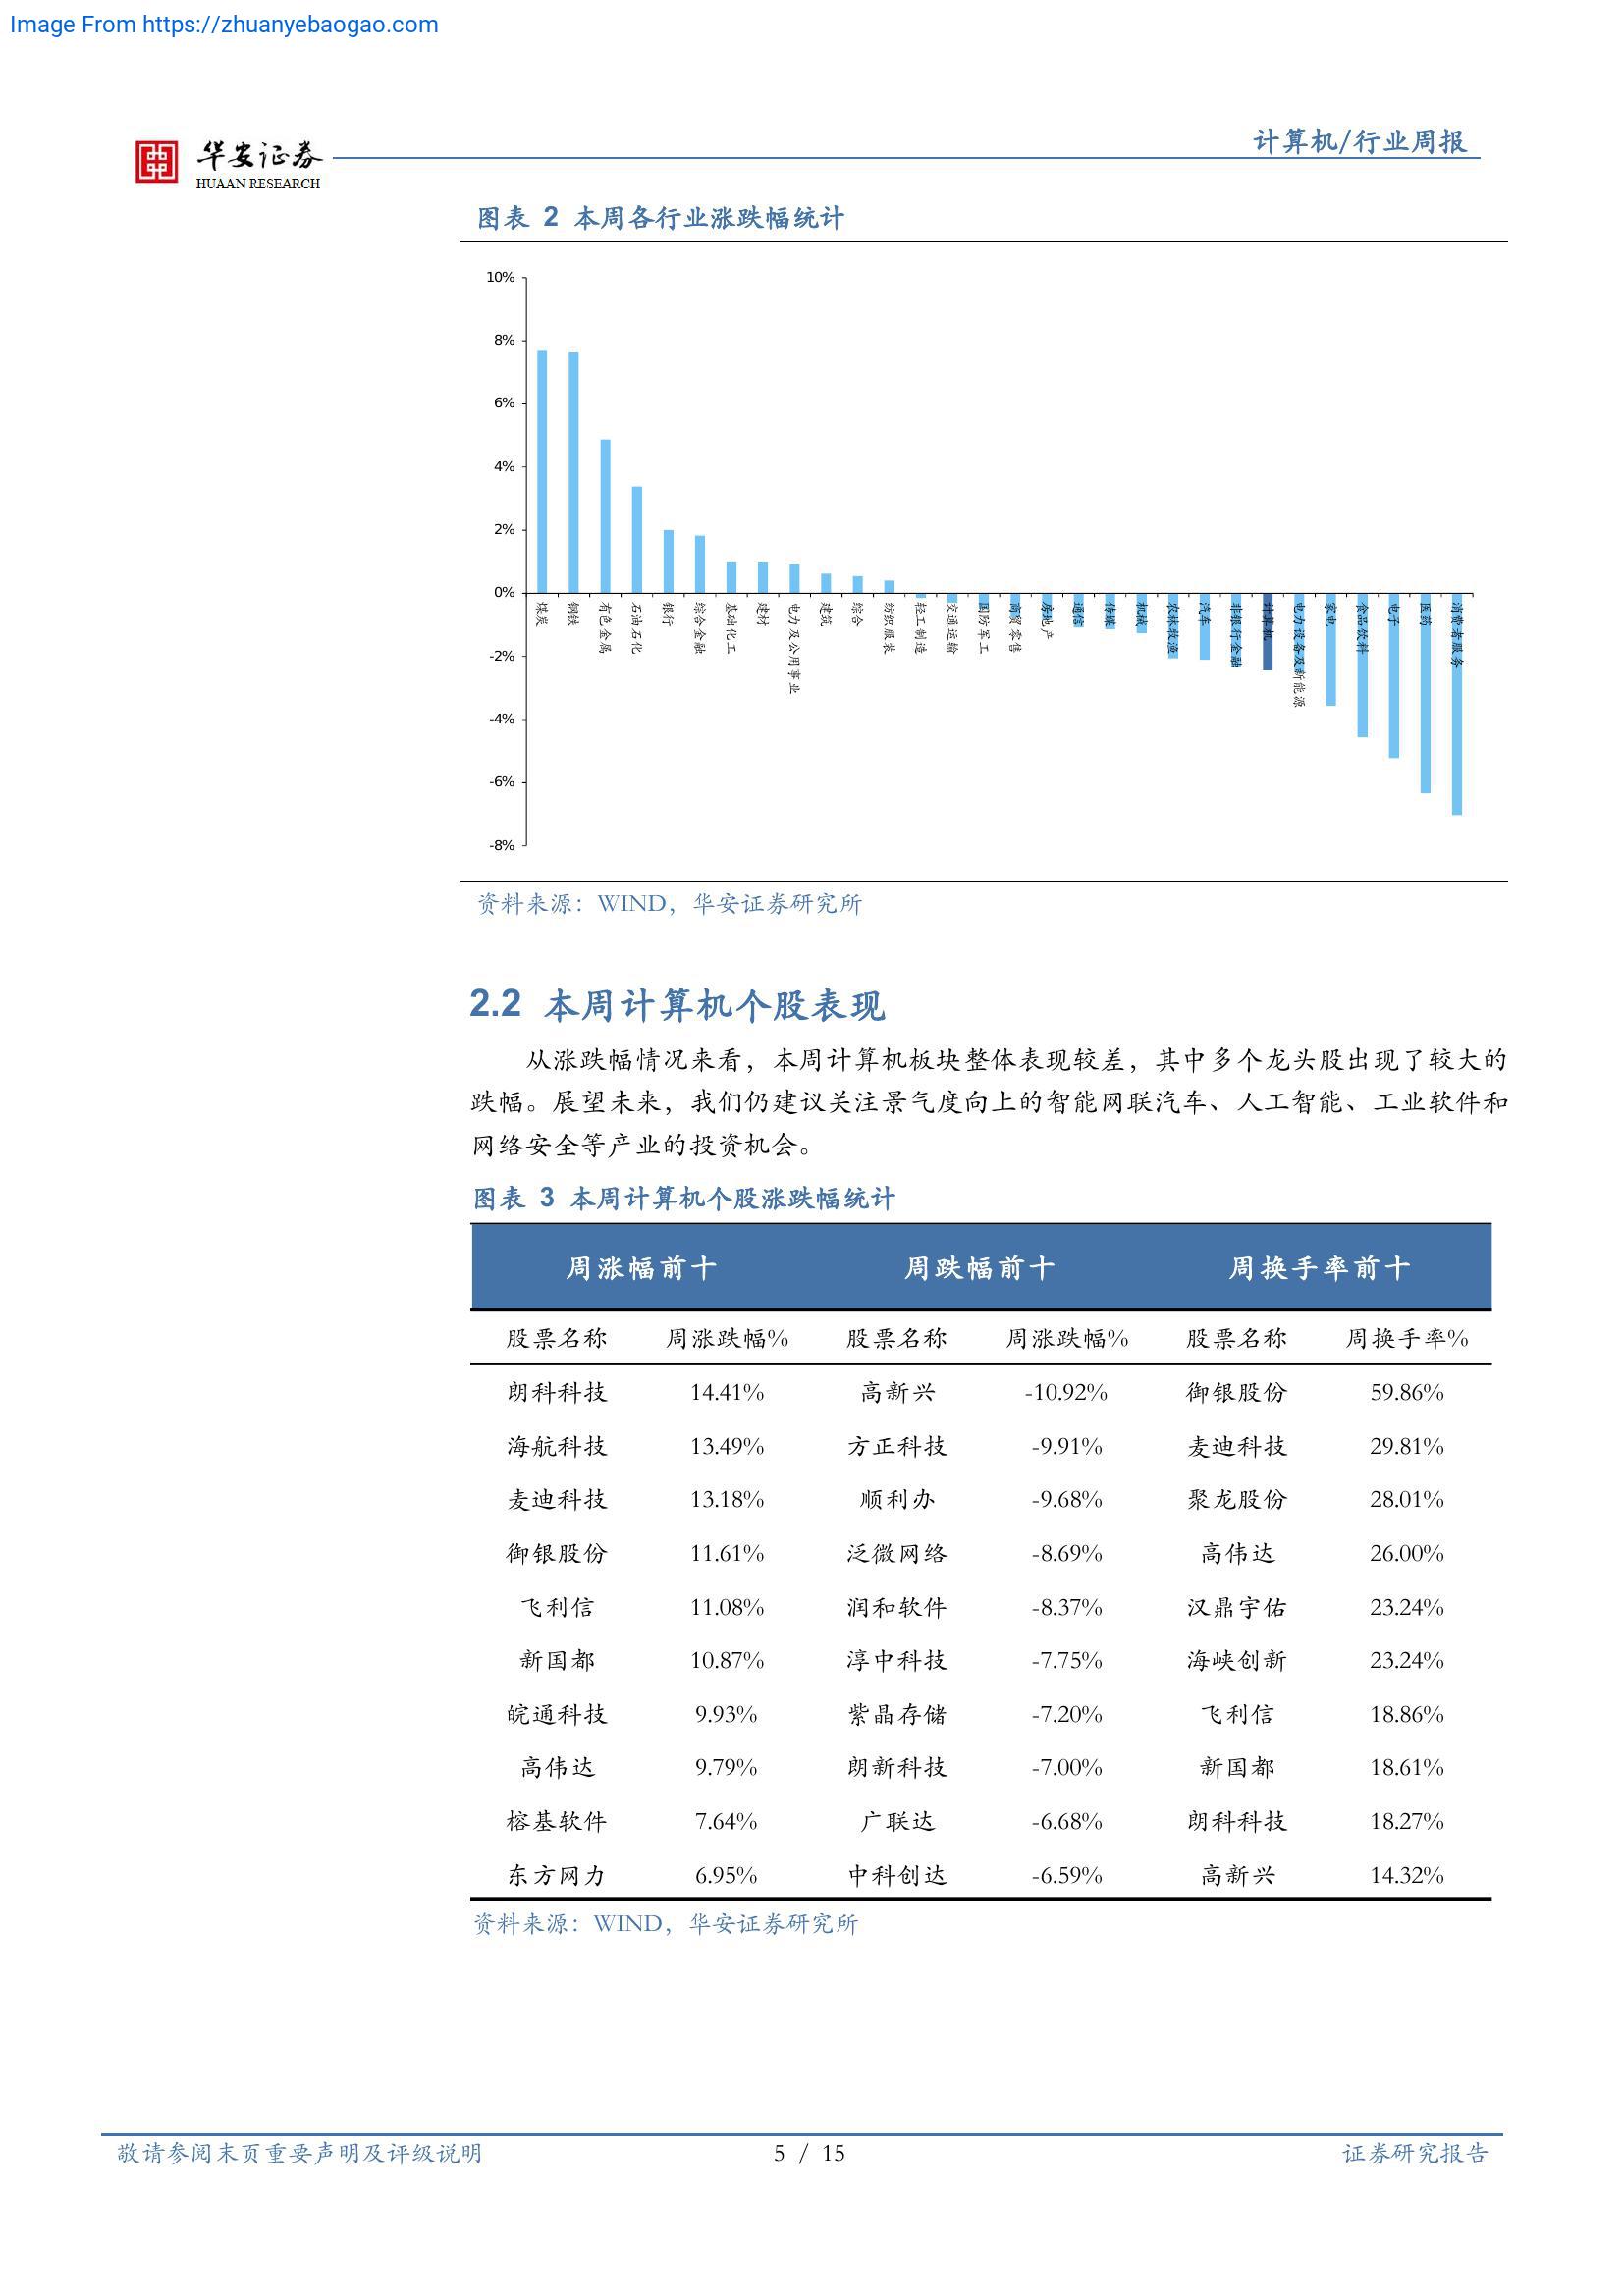 Image From https://zhuanyebaogao.com
华安证券
HUAAN RESEARCH
计算机/行业周报
图表 2 本周各行业涨跌幅统计
10%
8%
6%
4%
2%
0%
-2%
-4%
-6%
-8%
煤炭
钢铁
有色金属
石油石化
银行
综合金融
基础化工
建材
电力及公用事业
建筑
综合
纺织服装
轻工制造
交通运输
国防军工
商贸零售
房地产
通信
传媒
机械
农林牧渔
汽车
非银行金融
计算机
电力设备及新能源
家电
食品饮料
电子
医药
消费者服务
资料来源：WIND，华安证券研究所
2.2 本周计算机个股表现
从涨跌幅情况来看，本周计算机板块整体表现较差，其中多个龙头股出现了较大的
跌幅。展望未来，我们仍建议关注景气度向上的智能网联汽车、人工智能、工业软件和
网络安全等产业的投资机会。
图表 3 本周计算机个股涨跌幅统计
周涨幅前十 周跌幅前十 周换手率前十
股票名称 周涨跌幅% 股票名称 周涨跌幅% 股票名称 周换手率%
朗科科技 14.41% 高新兴 -10.92% 御银股份 59.86%
海航科技 13.49% 方正科技 -9.91% 麦迪科技 29.81%
麦迪科技 13.18% 顺利办 -9.68% 聚龙股份 28.01%
御银股份 11.61% 泛微网络 -8.69% 高伟达 26.00%
飞利信 11.08% 润和软件 -8.37% 汉鼎宇佑 23.24%
新国都 10.87% 淳中科技 -7.75% 海峡创新 23.24%
皖通科技 9.93% 紫晶存储 -7.20% 飞利信 18.86%
高伟达 9.79% 朗新科技 -7.00% 新国都 18.61%
榕基软件 7.64% 广联达 -6.68% 朗科科技 18.27%
东方网力 6.95% 中科创达 -6.59% 高新兴 14.32%
资料来源：WIND，华安证券研究所
敬请参阅末页重要声明及评级说明 5 / 15 证券研究报告